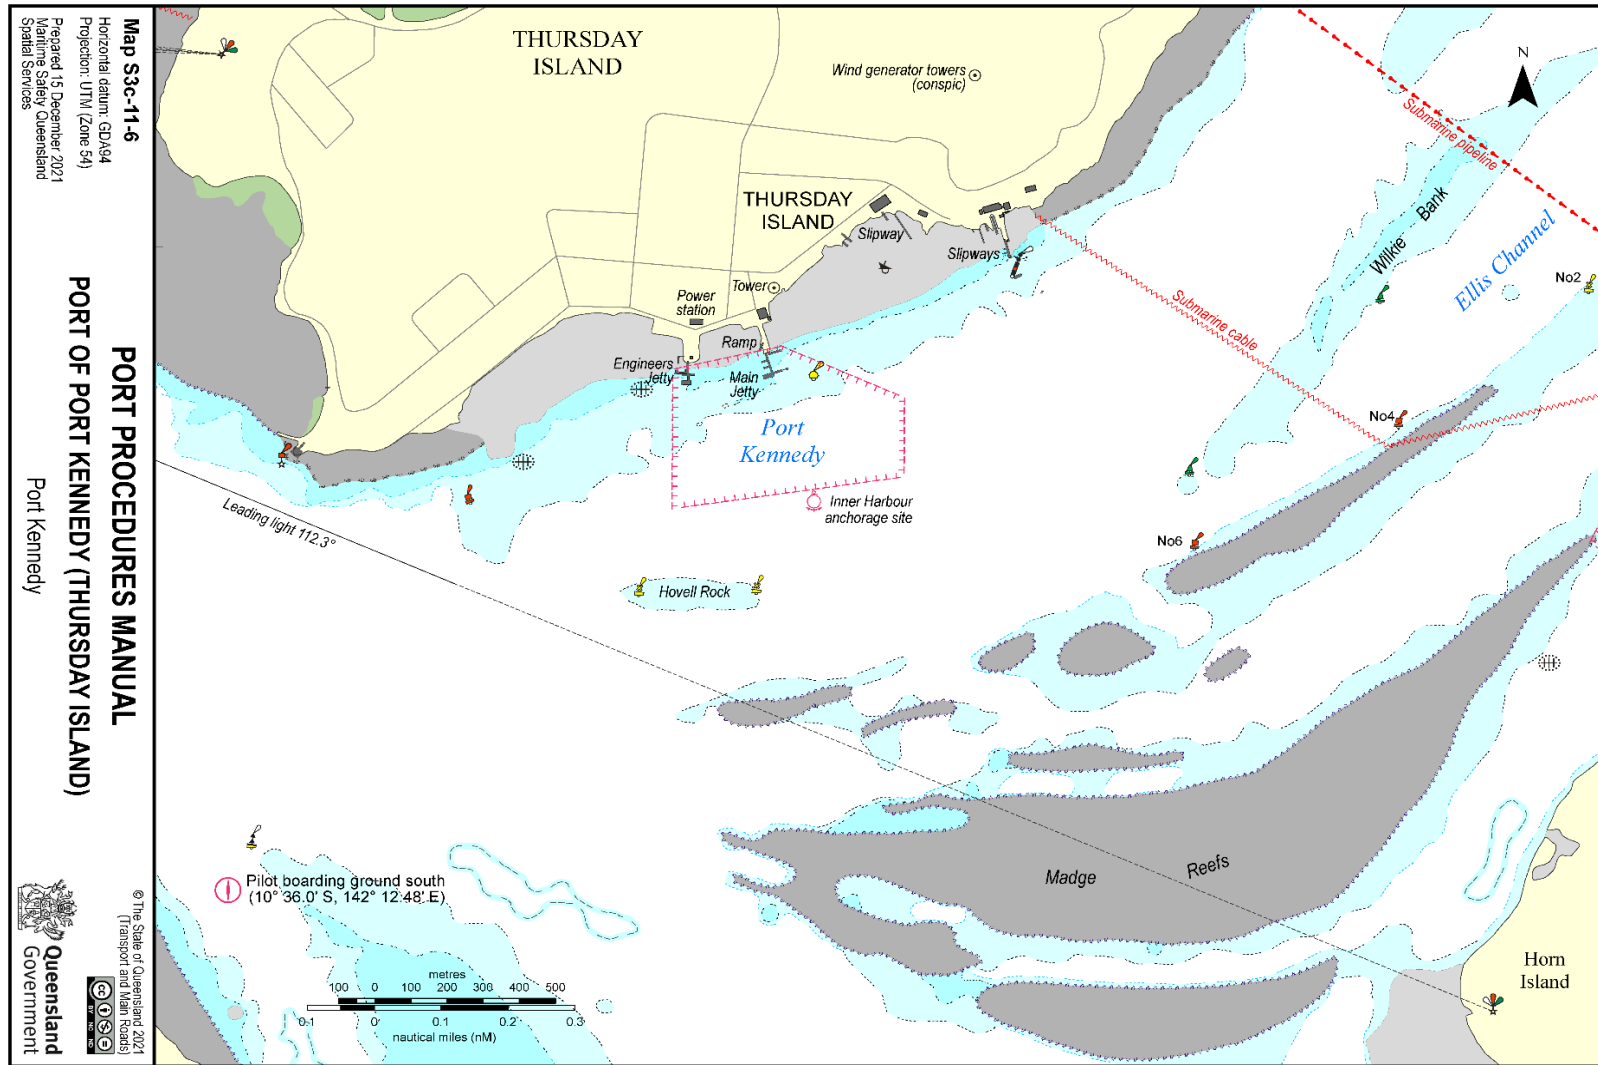 Map S3c-11-6
Horizontal datum: GDA94
Projection: UTM (Zone 54)
Prepared 15 December 2021
Maritime Safety Queensland
Spatial Services
PORT PROCEDURES MANUAL
PORT OF PORT KENNEDY (THURSDAY ISLAND)
Port Kennedy
© The State of Queensland 2021
(Transport and Main Roads)
Queensland
Government
cc
BY NC ND
THURSDAY
ISLAND
Wind generator towers
(conspic)
N
Submarine pipeline
Wilkie Bank
Ellis Channel
No2
THURSDAY
ISLAND
Slipway
Slipways
Submarine cable
Tower
Power
station
Ramp
Engineers
Jetty
Main
Jetty
Port
Kennedy
No4
Inner Harbour
anchorage site
Leading light 112.3°
No6
Hovell Rock
Madge Reefs
Pilot boarding ground south
(10° 36.0' S, 142° 12.48' E)
Horn
Island
metres
100 0 100 200 300 400 500
0.1 0 0.1 0.2 0.3
nautical miles (nM)